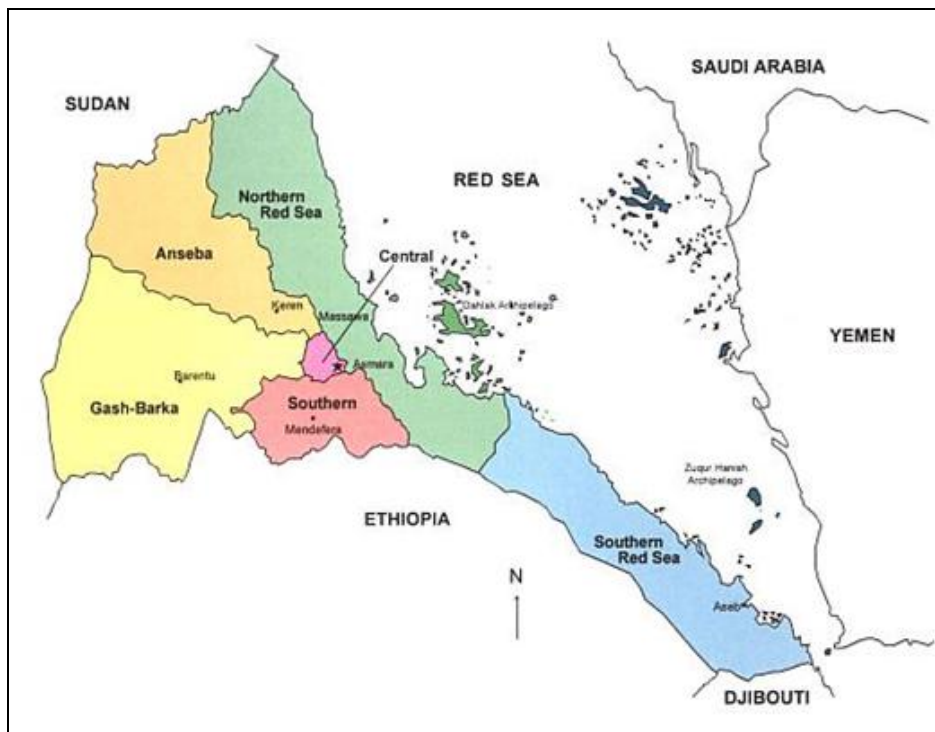 SAUDI ARABIA
SUDAN
RED SEA
Northern
Red Sea
Anseba
Central
Keren
Massawa
Dahlak Archipelago
YEMEN
Asmara
Barentu
Gash-Barka
Southern
Mendefera
Zuqur Hanish
Archipelago
ETHIOPIA
Southern
Red Sea
N
Aseb
DJIBOUTI